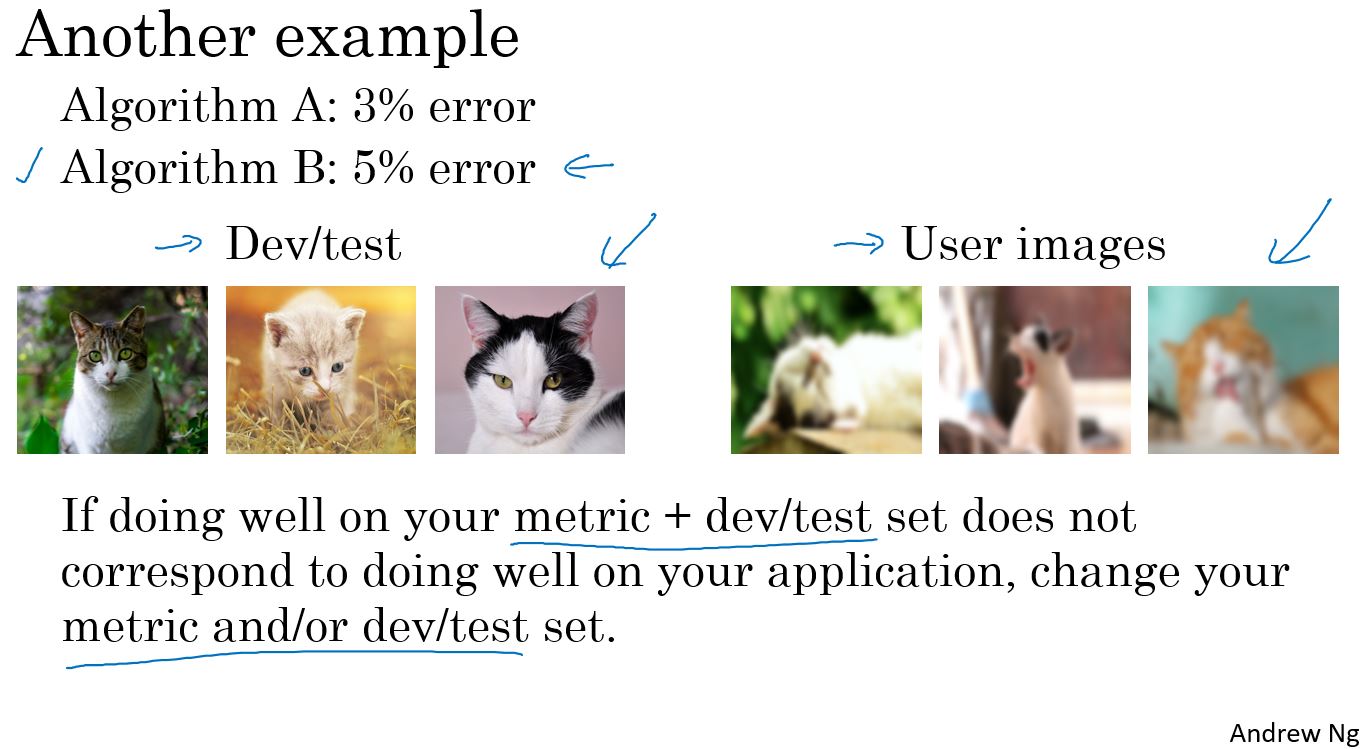 Another example
Algorithm A: 3% error
Algorithm B: 5% error
Dev/test
User images
If doing well on your metric + dev/test set does not
correspond to doing well on your application, change your
metric and/or dev/test set.
Andrew Ng